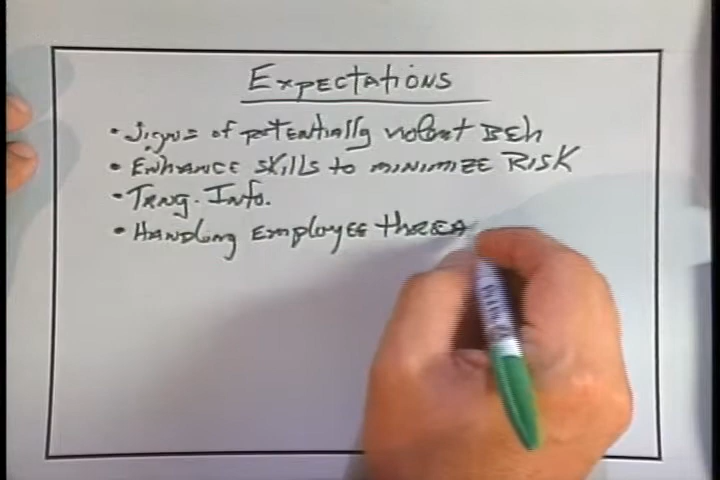 Expectations
• Signs of potentially violent Beh
• Enhance skills to minimize Risk
• Trng. Info.
• Handling Employee threa